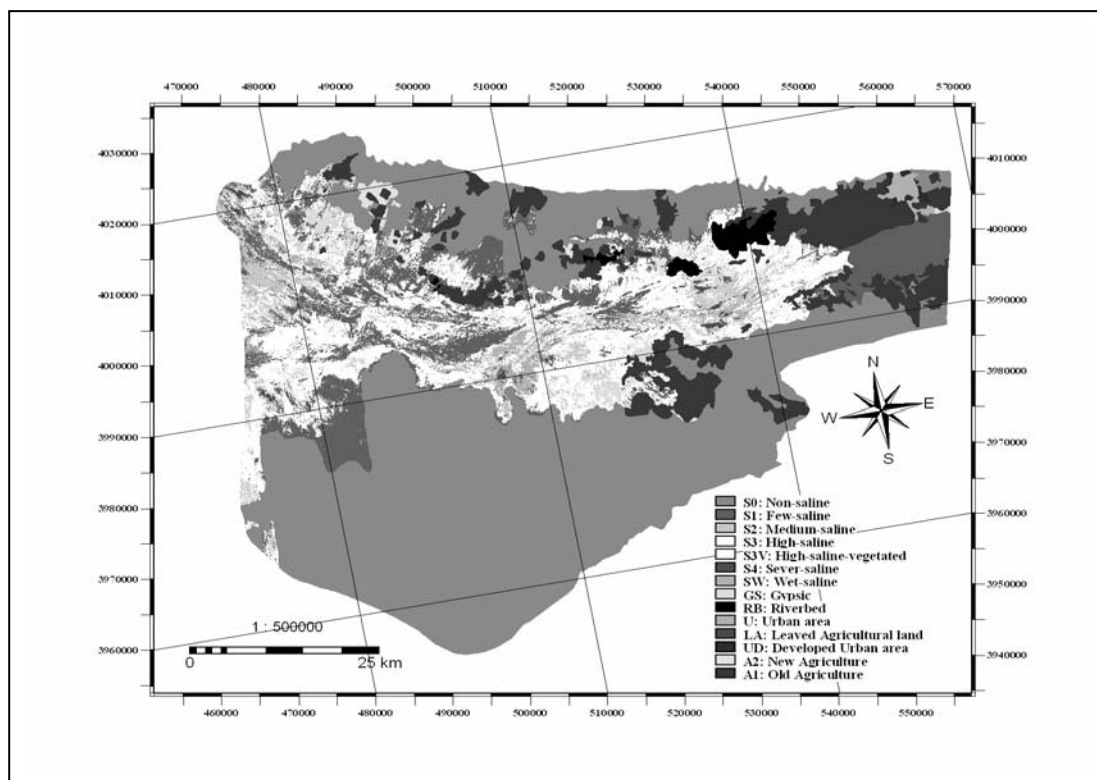 470000 480000 490000 500000 510000 520000 530000 540000 550000 560000 570000
4030000
4020000
4010000
4000000
3990000
3980000
3970000
3960000
4010000
4000000
3990000
3980000
3970000
3960000
3950000
3940000
N
W
E
S
S0: Non-saline
S1: Few-saline
S2: Medium-saline
S3: High-saline
S3V: High-saline-vegetated
S4: Sever-saline
SW: Wet-saline
GS: Gypsic
RB: Riverbed
U: Urban area
LA: Leaved Agricultural land
UD: Developed Urban area
A2: New Agriculture
A1: Old Agriculture
1 : 500000
0 25 km
460000 470000 480000 490000 500000 510000 520000 530000 540000 550000